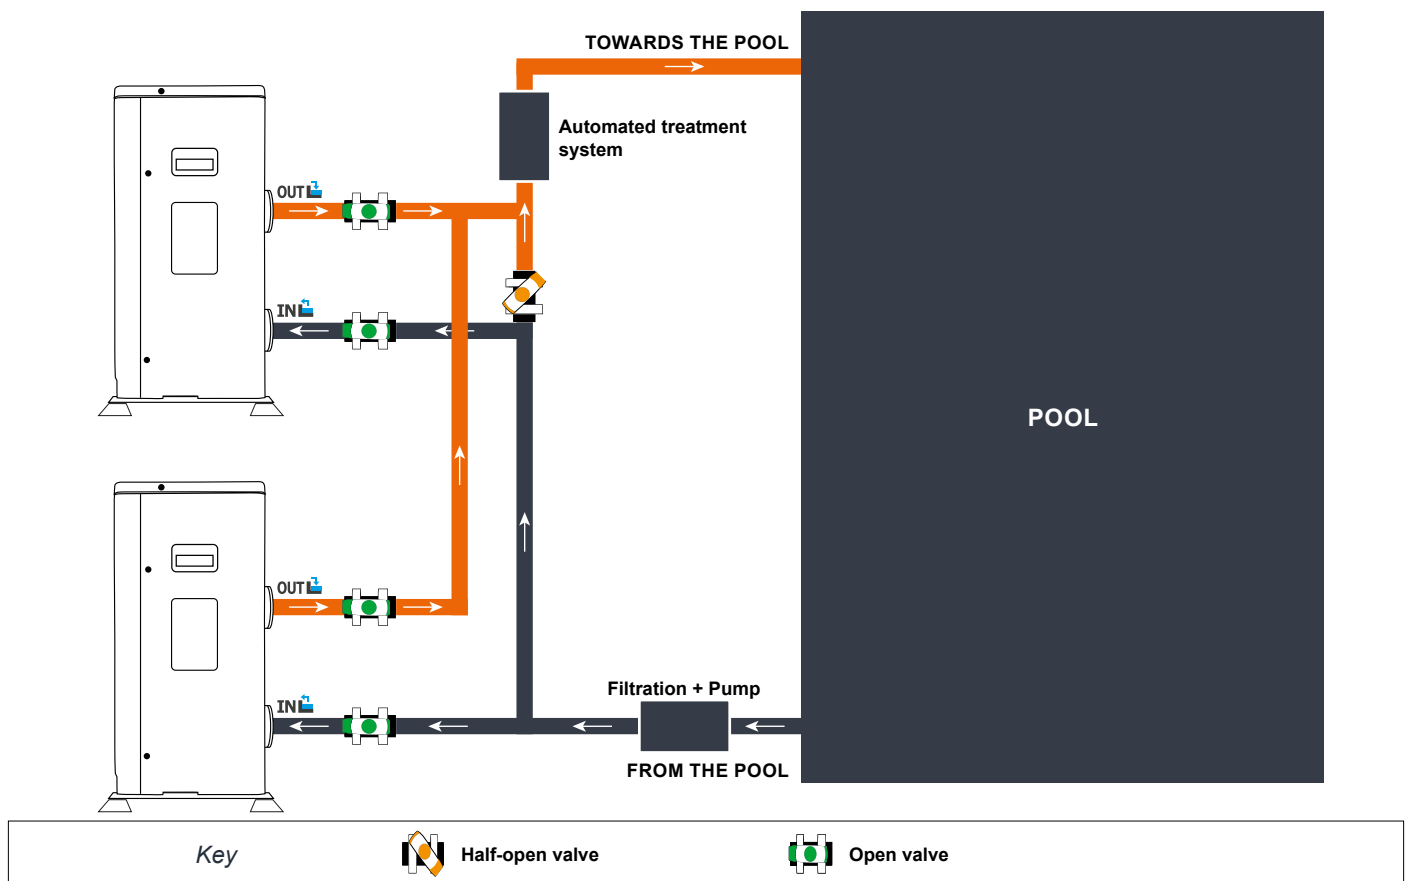 TOWARDS THE POOL
Automated treatment
system
OUT
IN
POOL
OUT
IN
Filtration + Pump
FROM THE POOL
Key
Half-open valve
Open valve